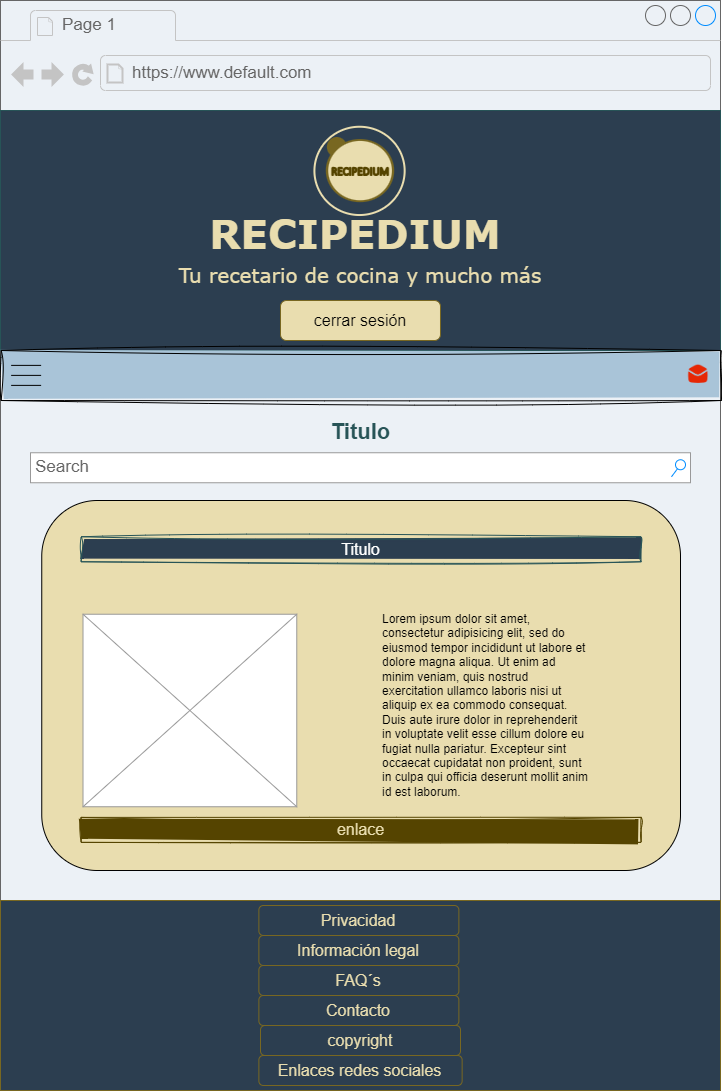 Page 1
https://www.default.com
RECIPEDIUM
RECIPEDIUM
Tu recetario de cocina y mucho más
cerrar sesión
Titulo
Search
Titulo
Lorem ipsum dolor sit amet,
consectetur adipisicing elit, sed do
eiusmod tempor incididunt ut labore et
dolore magna aliqua. Ut enim ad
minim veniam, quis nostrud
exercitation ullamco laboris nisi ut
aliquip ex ea commodo consequat.
Duis aute irure dolor in reprehenderit
in voluptate velit esse cillum dolore eu
fugiat nulla pariatur. Excepteur sint
occaecat cupidatat non proident, sunt
in culpa qui officia deserunt mollit anim
id est laborum.
enlace
Privacidad
Información legal
FAQ´s
Contacto
copyright
Enlaces redes sociales